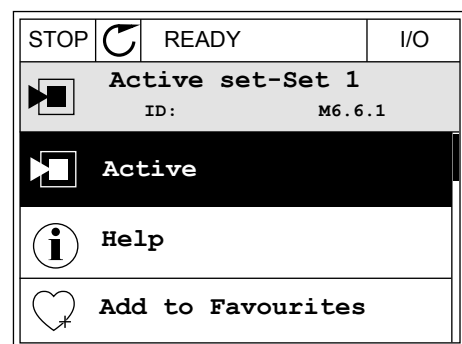 STOP READY I/O
Active set-Set 1
ID: M6.6.1
Active
Help
Add to Favourites